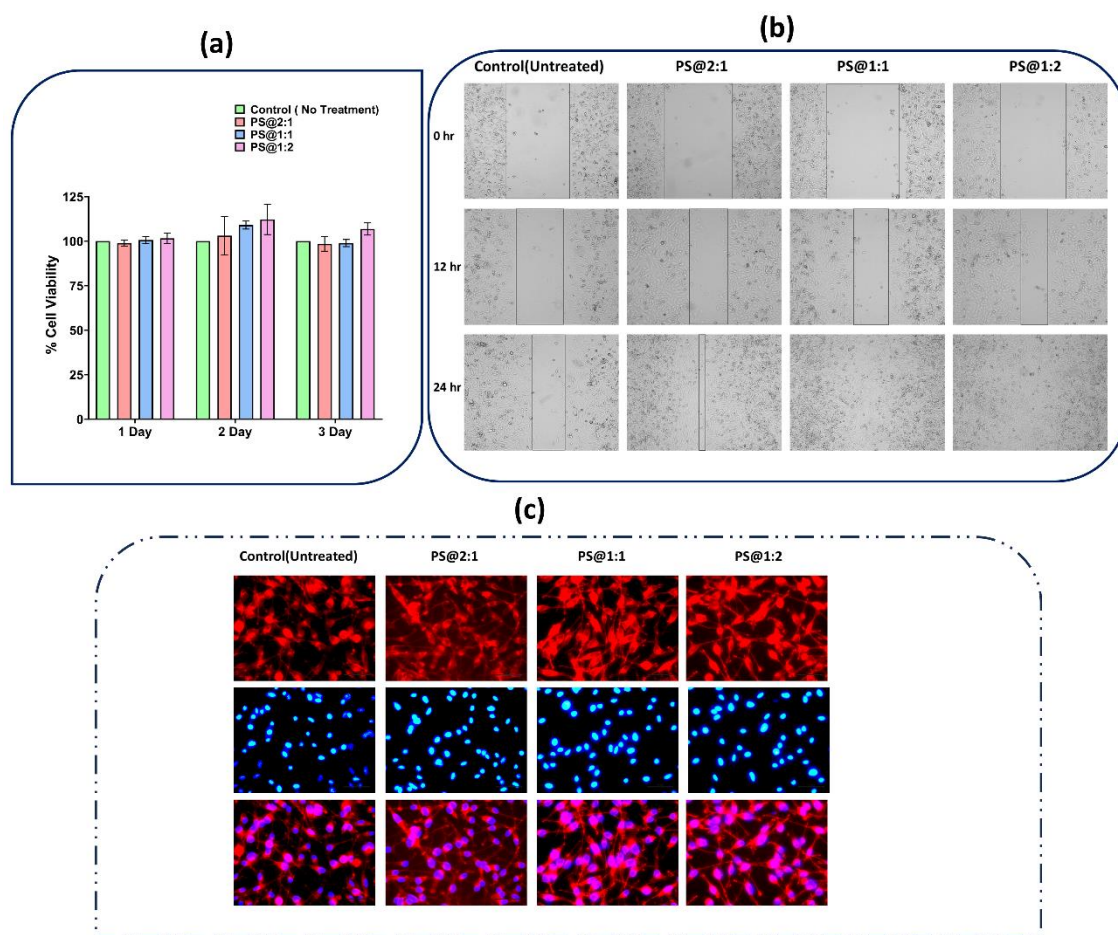 (a)
Control ( No Treatment)
PS@2:1
PS@1:1
PS@1:2
125
100
75
50
25
0
% Cell Viability
1 Day
2 Day
3 Day
(b)
Control(Untreated)
PS@2:1
PS@1:1
PS@1:2
0 hr
12 hr
24 hr
(c)
Control(Untreated)
PS@2:1
PS@1:1
PS@1:2